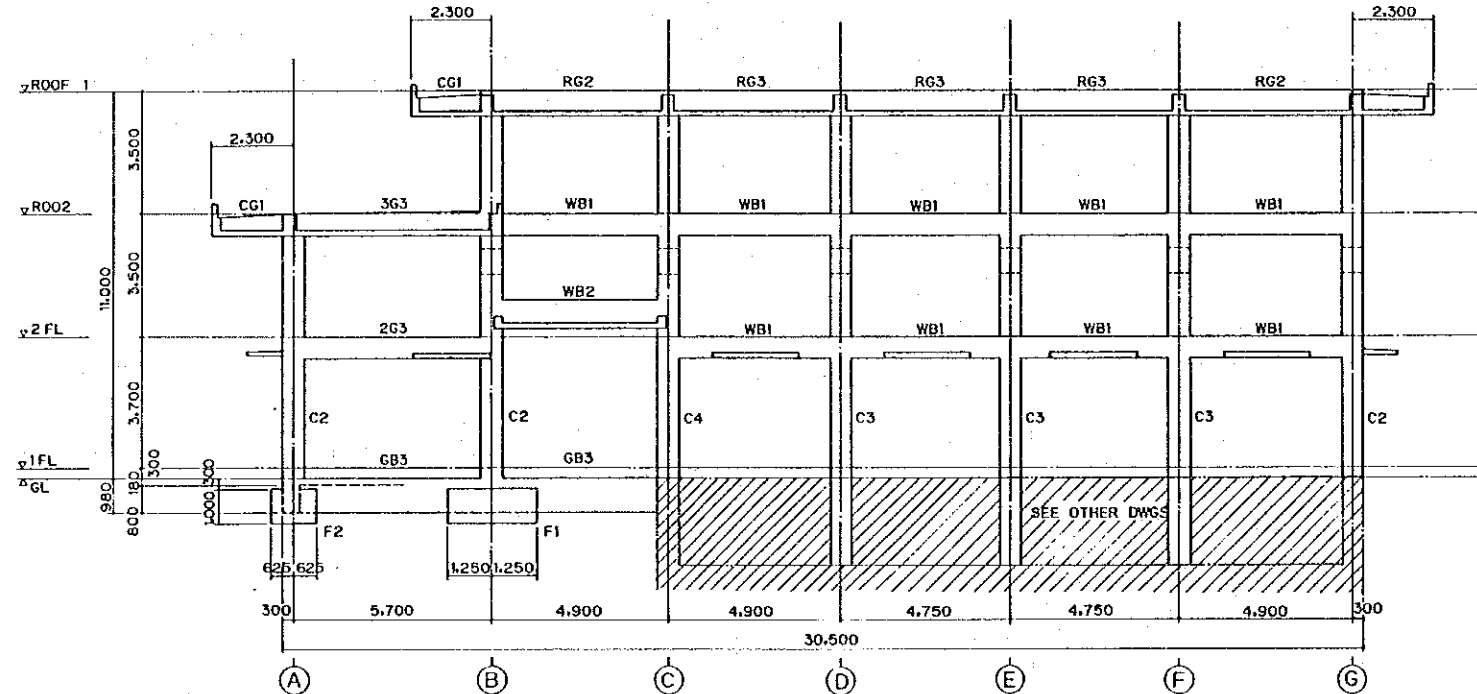 2.300
2.300
ROOF 1
CG1
RG2
RG3
RG3
RG3
RG2
3.500
2.300
ROO2
CG1
3G3
WB1
WB1
WB1
WB1
WB1
11.000
3.500
WB2
2 FL
2G3
WB1
WB1
WB1
WB1
3.700
C2
C2
C4
C3
C3
C3
C2
1FL
GB3
GB3
300
GL
980
180
300
1.000
800
SEE OTHER DWGS
F2
F1
625
625
1.250
1.250
300
5.700
4.900
4.900
4.750
4.750
4.900
300
30.500
A
B
C
D
E
F
G